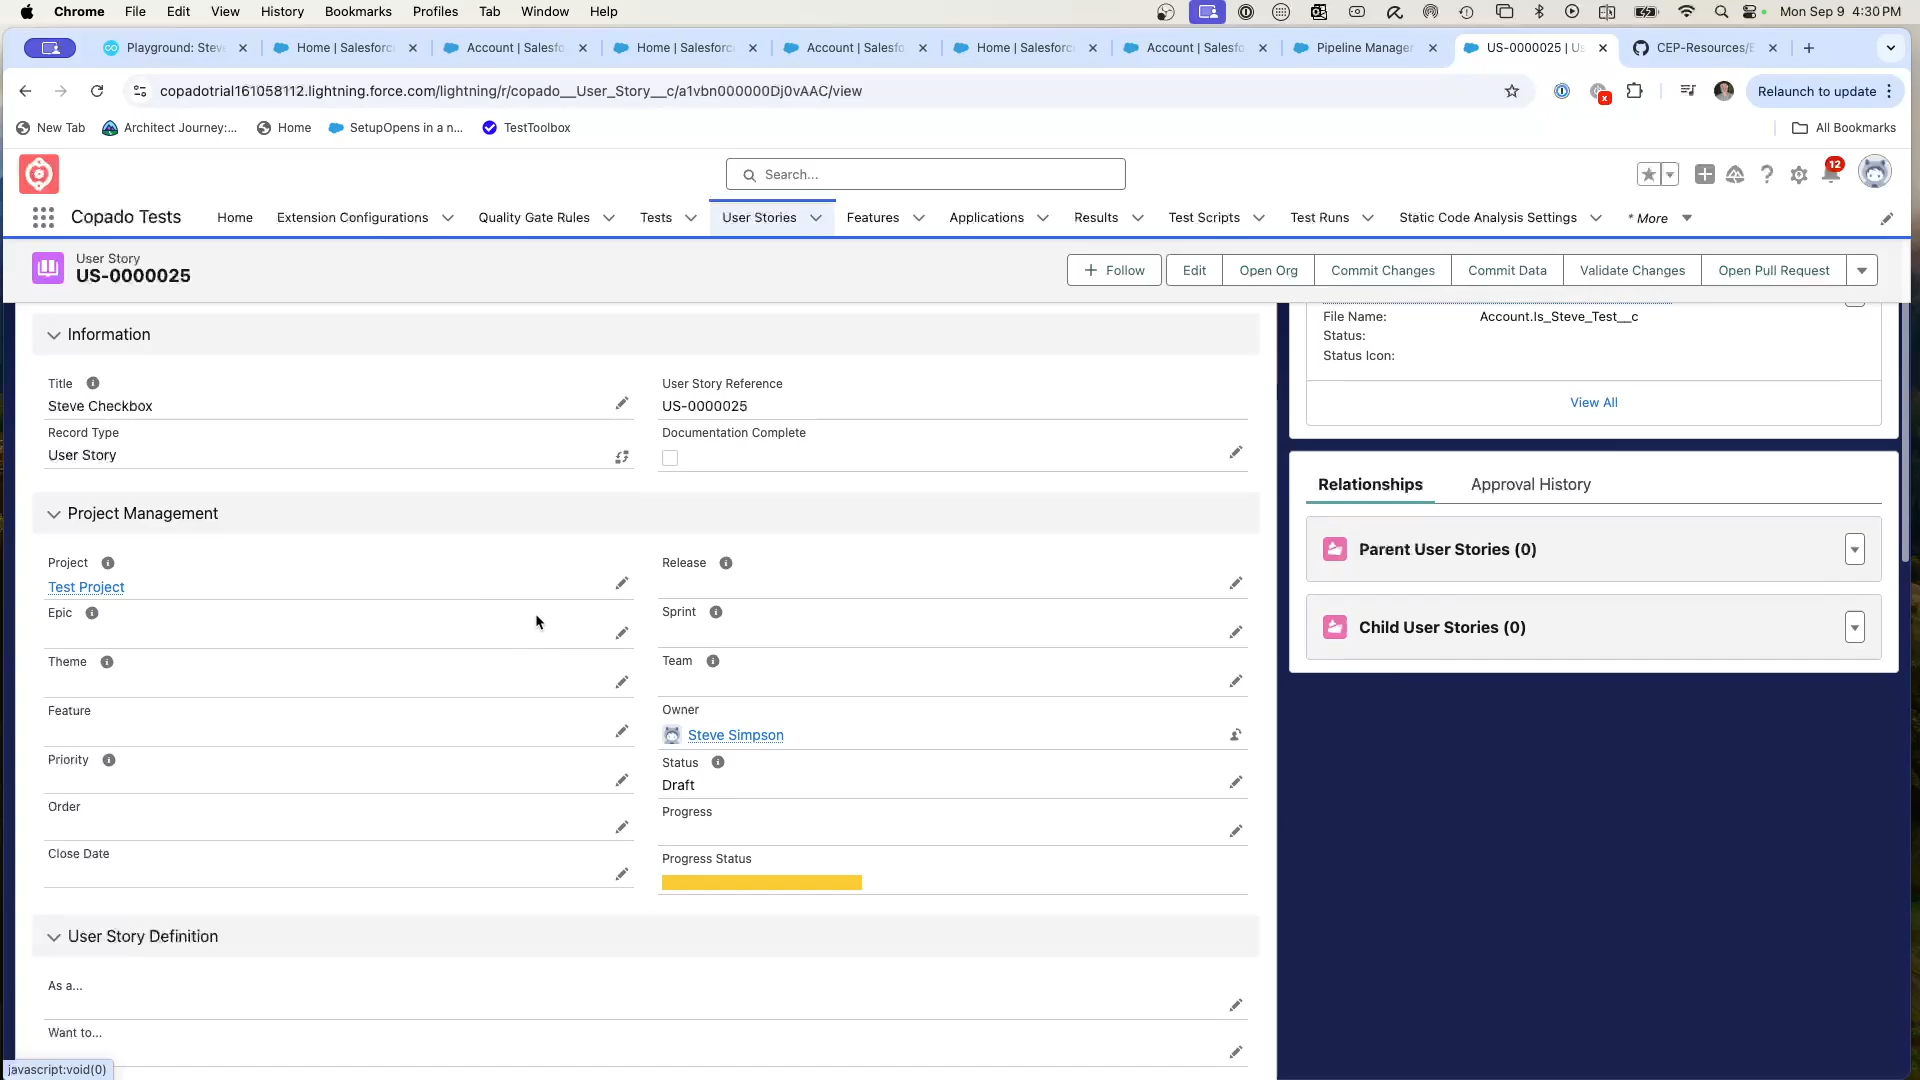 Chrome File Edit View History Bookmarks Profiles Tab Window Help Mon Sep 9 4:30 PM
Playground: Steve Home | Salesforc Account | Salesfo Home | Salesforc Account | Salesfo Home | Salesforc Account | Salesfo Pipeline Manager US-0000025 | Us CEP-Resources/E
copadotrial161058112.lightning.force.com/lightning/r/copado__User_Story__c/a1vbn000000Dj0vAAC/view Relaunch to update
New Tab Architect Journey:... Home SetupOpens in a n... TestToolbox All Bookmarks
Search... 12
Copado Tests Home Extension Configurations Quality Gate Rules Tests User Stories Features Applications Results Test Scripts Test Runs Static Code Analysis Settings * More
User Story
US-0000025
Follow Edit Open Org Commit Changes Commit Data Validate Changes Open Pull Request
Information
Title
Steve Checkbox
User Story Reference
US-0000025
Record Type
User Story
Documentation Complete
Project Management
Project
Test Project
Release
Epic
Sprint
Theme
Team
Feature
Owner
Steve Simpson
Priority
Status
Draft
Order
Progress
Close Date
Progress Status
User Story Definition
As a...
Want to...
File Name: Account.Is_Steve_Test__c
Status:
Status Icon:
View All
Relationships Approval History
Parent User Stories (0)
Child User Stories (0)
javascript:void(0)